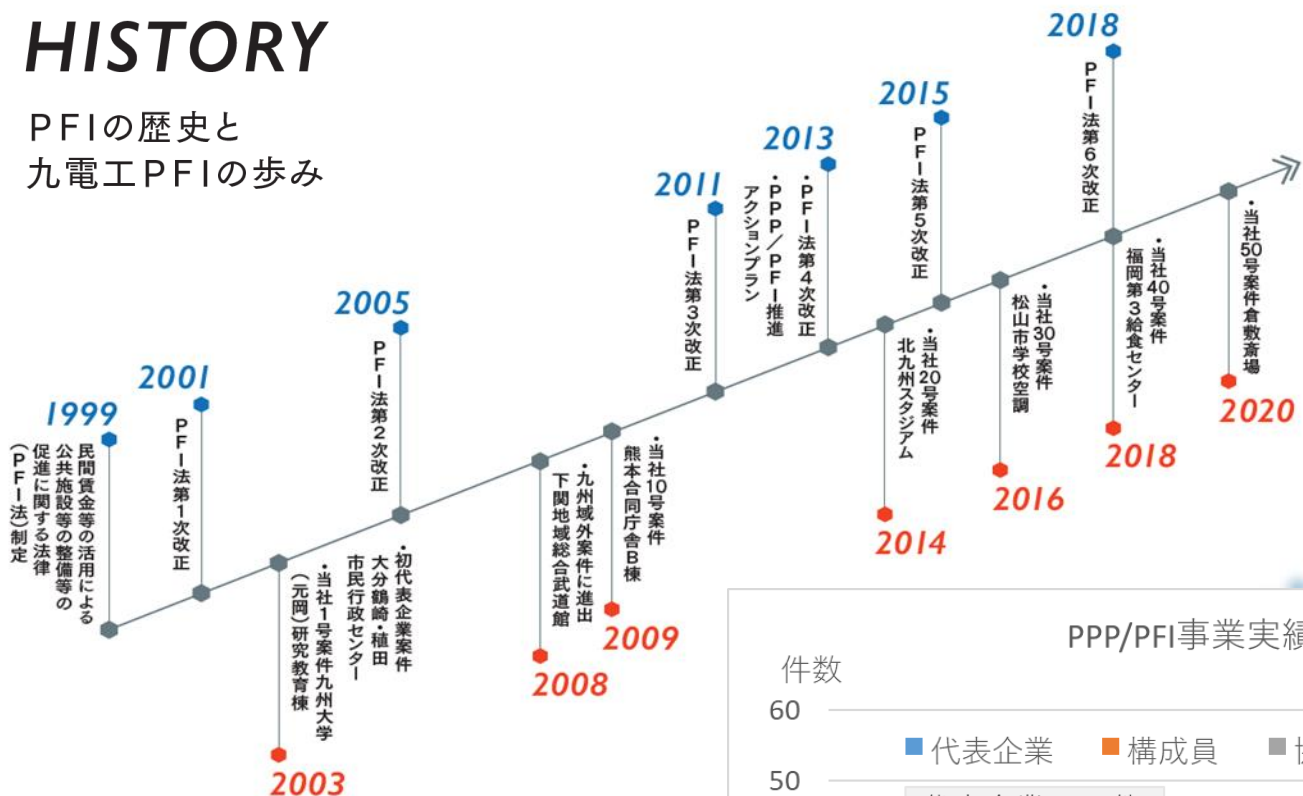 HISTORY
PFIの歴史と
九電工PFIの歩み
1999
民間賃金等の活用による
公共施設等の整備等の
促進に関する法律
(PFI法)制定
2001
PFI法第1次改正
2003
・当社1号案件九州大学
(元岡)研究教育棟
2005
PFI法第2次改正
・初代表企業案件
大分鶴崎・植田
市民行政センター
2008
・九州域外案件に進出
下関地域総合武道館
2009
・当社10号案件
熊本合同庁舎B棟
2011
PFI法第3次改正
2013
・PFI法第4次改正
・PPP/PFI推進
アクションプラン
2014
・当社20号案件
北九州スタジアム
2015
PFI法第5次改正
2016
・当社30号案件
松山市学校空調
2018
PFI法第6次改正
・当社40号案件
福岡第3給食センター
2018
・当社50号案件倉敷斎場
2020
PPP/PFI事業実績
件数
60
代表企業 構成員
50